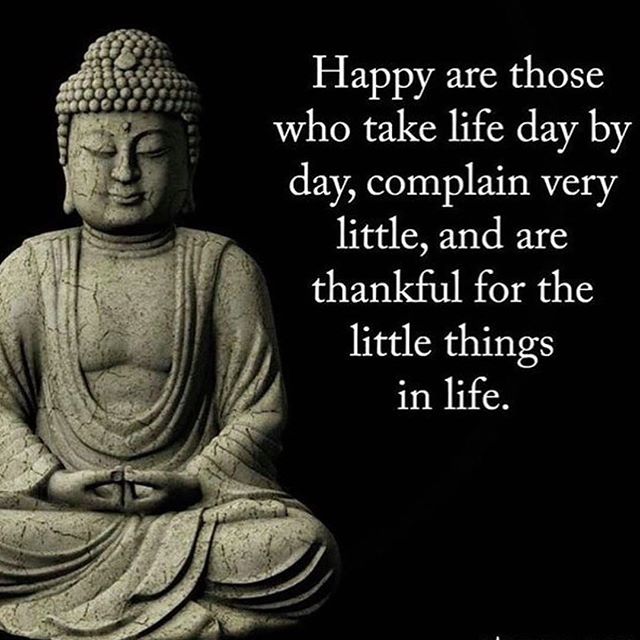 Happy are those
who take life day by
day, complain very
little, and are
thankful for the
little things
in life.